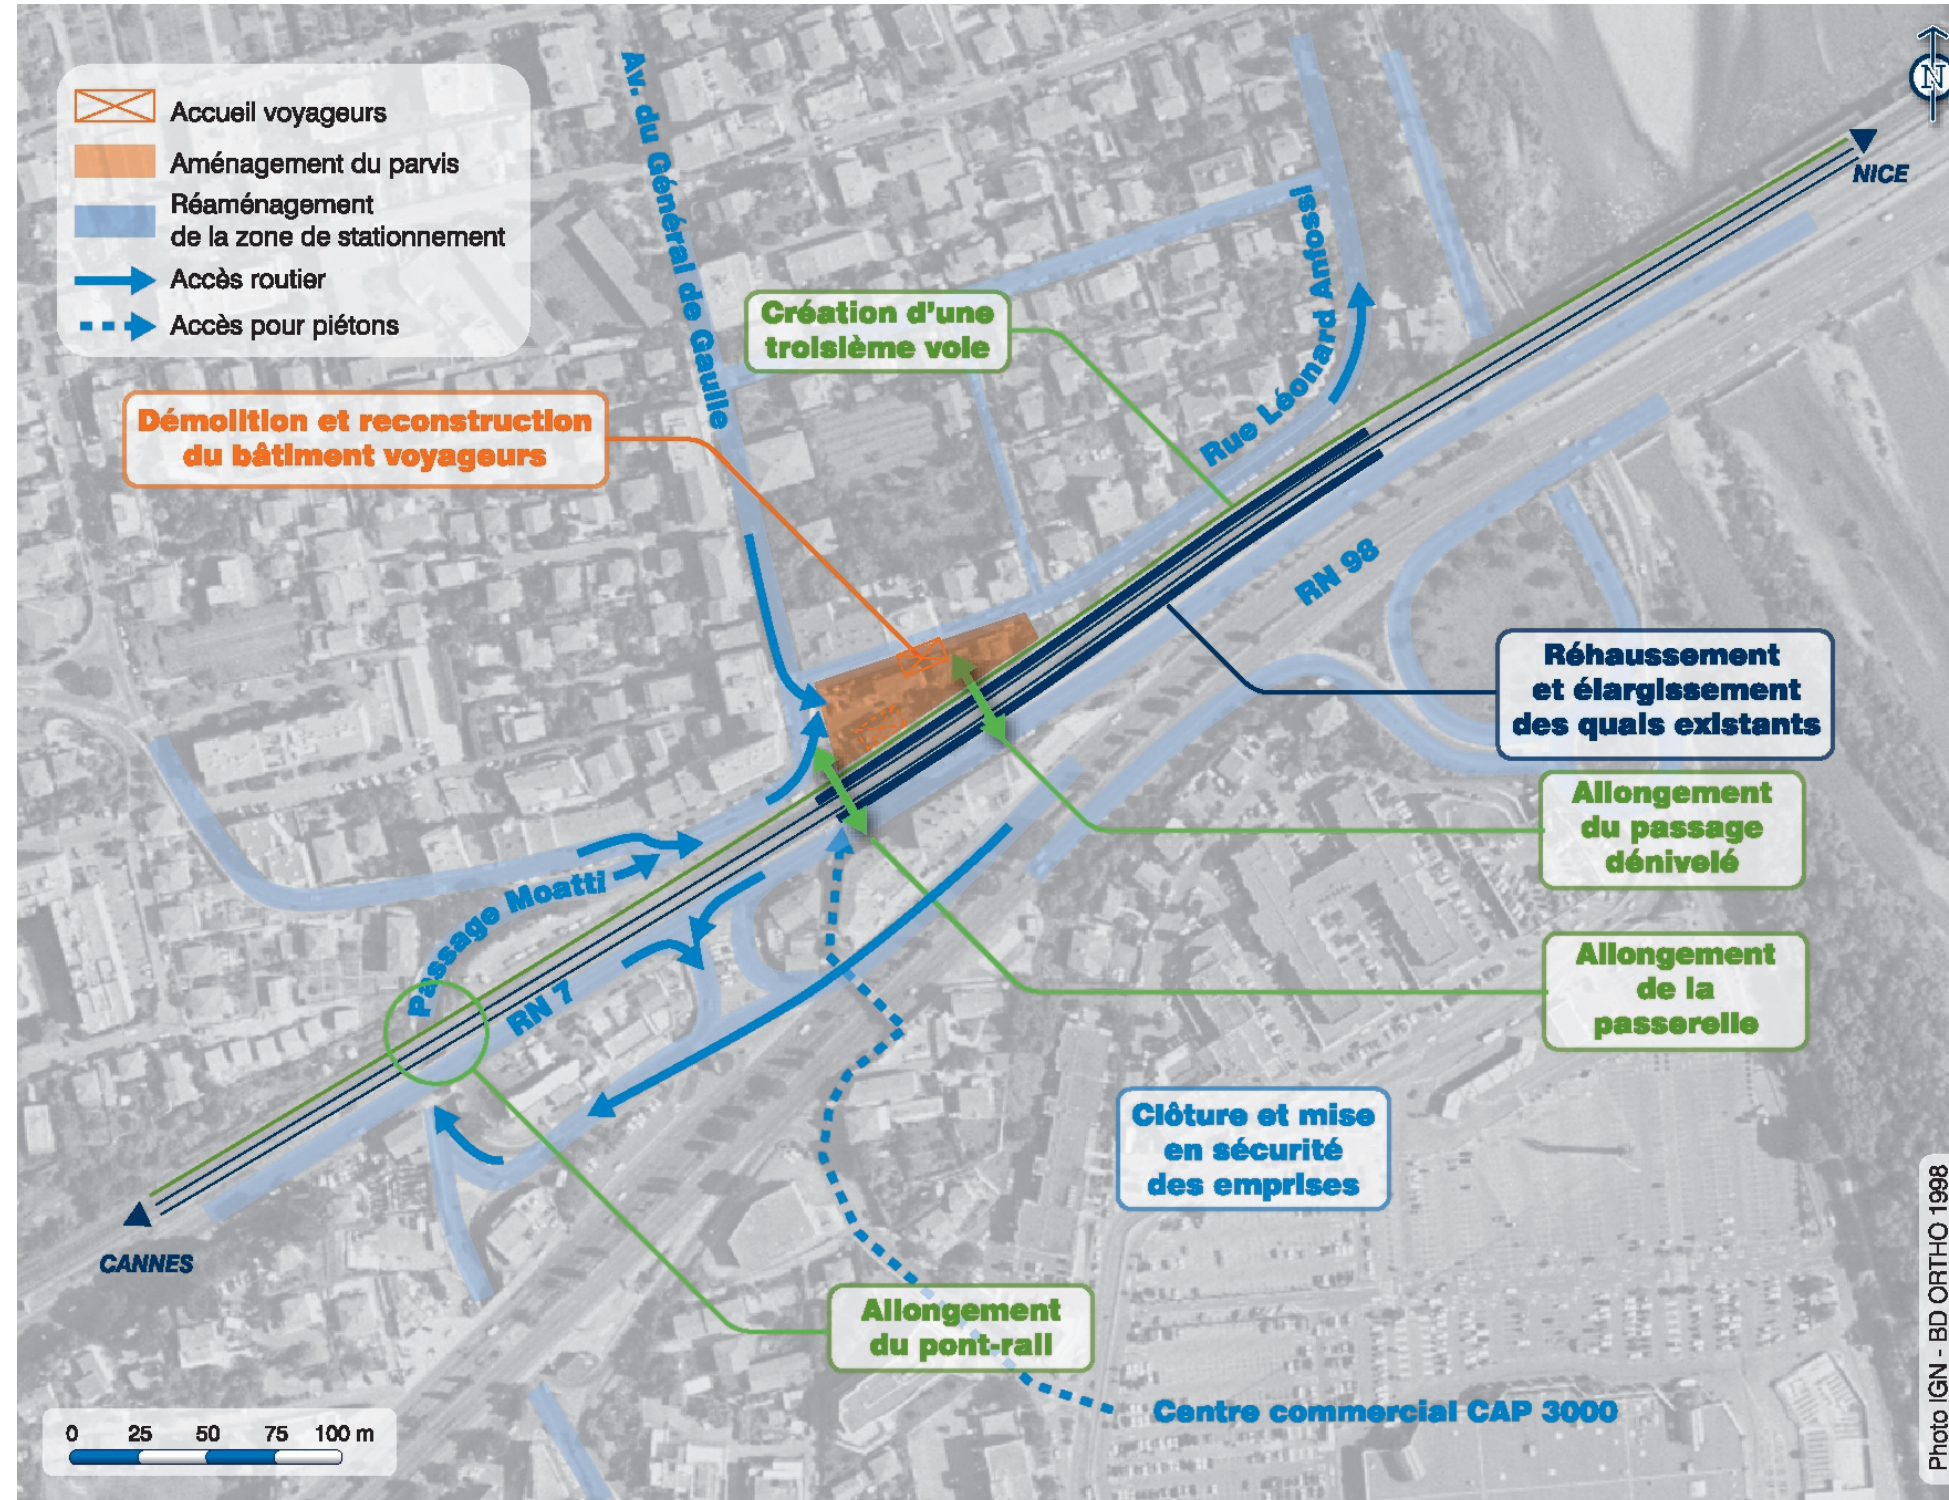 Accueil voyageurs
Aménagement du parvis
Réaménagement
de la zone de stationnement
Accès routier
Accès pour piétons
Av. du Général de Gaulle
N
NICE
Création d'une
troisième voie
Rue Léonard Anfossi
Démolition et reconstruction
du bâtiment voyageurs
RN 98
Réhaussement
et élargissement
des quais existants
Allongement
du passage
dénivelé
Passage Moatti
RN 7
Allongement
de la
passerelle
Clôture et mise
en sécurité
des emprises
CANNES
Allongement
du pont-rail
Centre commercial CAP 3000
0 25 50 75 100 m
Photo IGN - BD ORTHO 1998